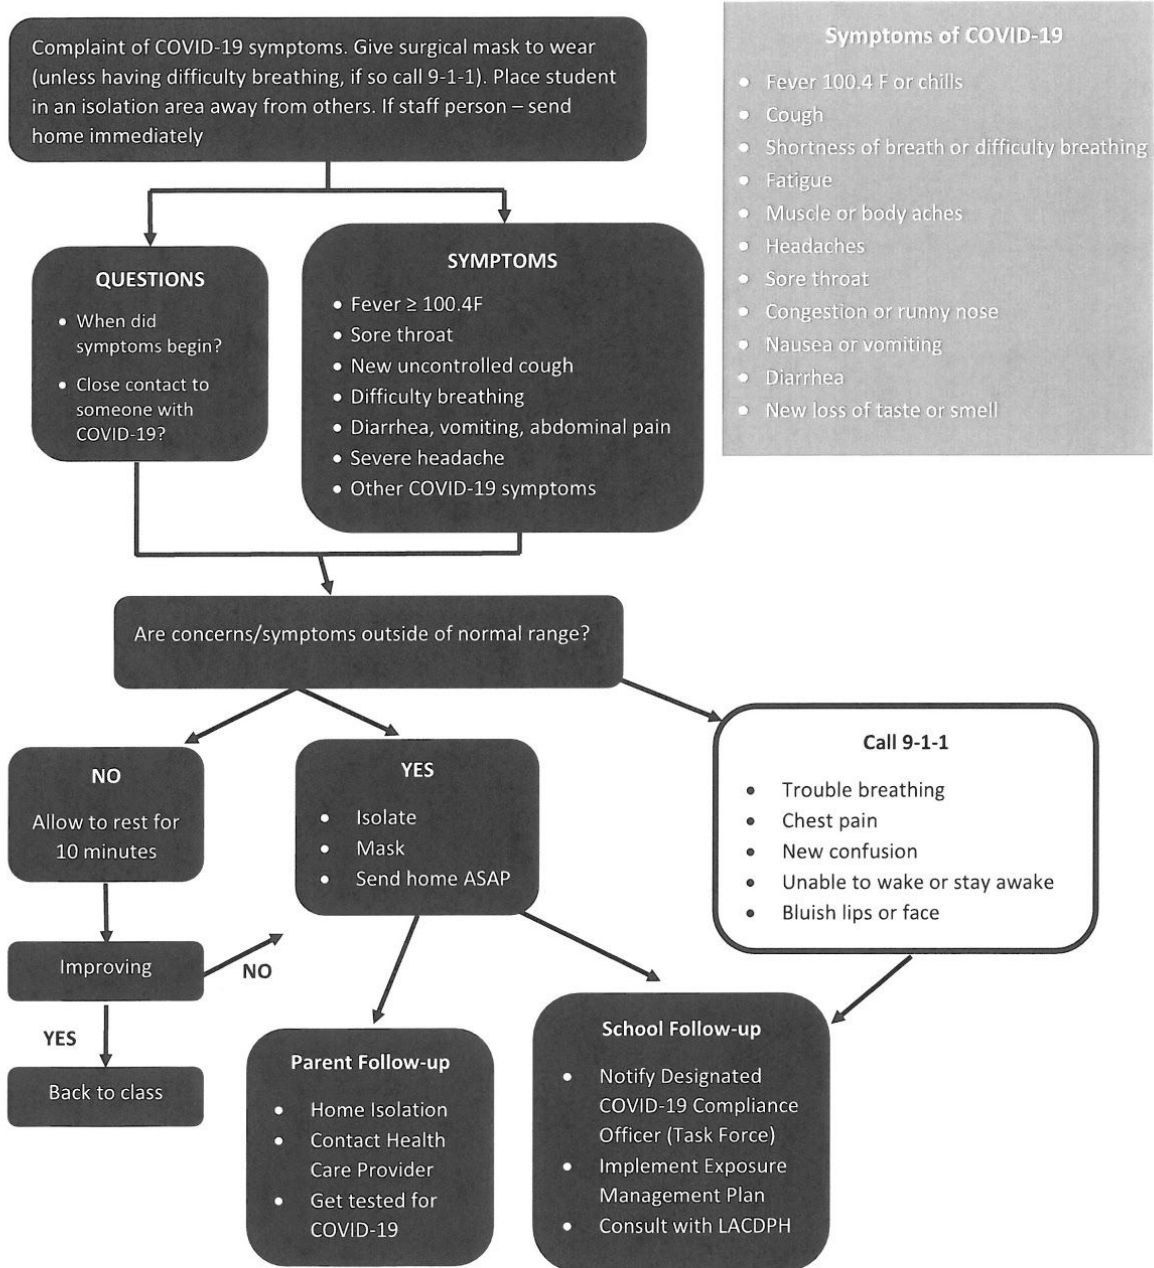 Complaint of COVID-19 symptoms. Give surgical mask to wear
(unless having difficulty breathing, if so call 9-1-1). Place student
in an isolation area away from others. If staff person – send
home immediately
Symptoms of COVID-19
• Fever 100.4 F or chills
• Cough
• Shortness of breath or difficulty breathing
• Fatigue
• Muscle or body aches
• Headaches
• Sore throat
• Congestion or runny nose
• Nausea or vomiting
• Diarrhea
• New loss of taste or smell
QUESTIONS
• When did
symptoms begin?
• Close contact to
someone with
COVID-19?
SYMPTOMS
• Fever ≥ 100.4F
• Sore throat
• New uncontrolled cough
• Difficulty breathing
• Diarrhea, vomiting, abdominal pain
• Severe headache
• Other COVID-19 symptoms
Are concerns/symptoms outside of normal range?
NO
Allow to rest for
10 minutes
YES
• Isolate
• Mask
• Send home ASAP
Call 9-1-1
• Trouble breathing
• Chest pain
• New confusion
• Unable to wake or stay awake
• Bluish lips or face
Improving
NO
YES
Back to class
Parent Follow-up
• Home Isolation
• Contact Health
Care Provider
• Get tested for
COVID-19
School Follow-up
• Notify Designated
COVID-19 Compliance
Officer (Task Force)
• Implement Exposure
Management Plan
• Consult with LACDPH